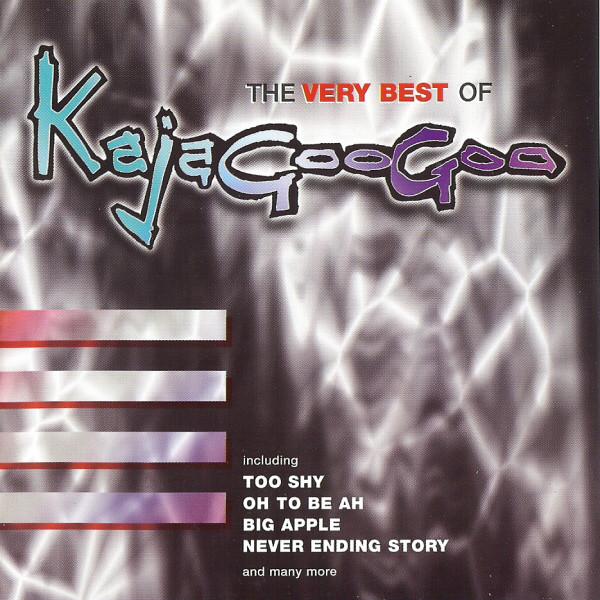 THE VERY BEST OF
KajaGooGoo
including
TOO SHY
OH TO BE AH
BIG APPLE
NEVER ENDING STORY
and many more